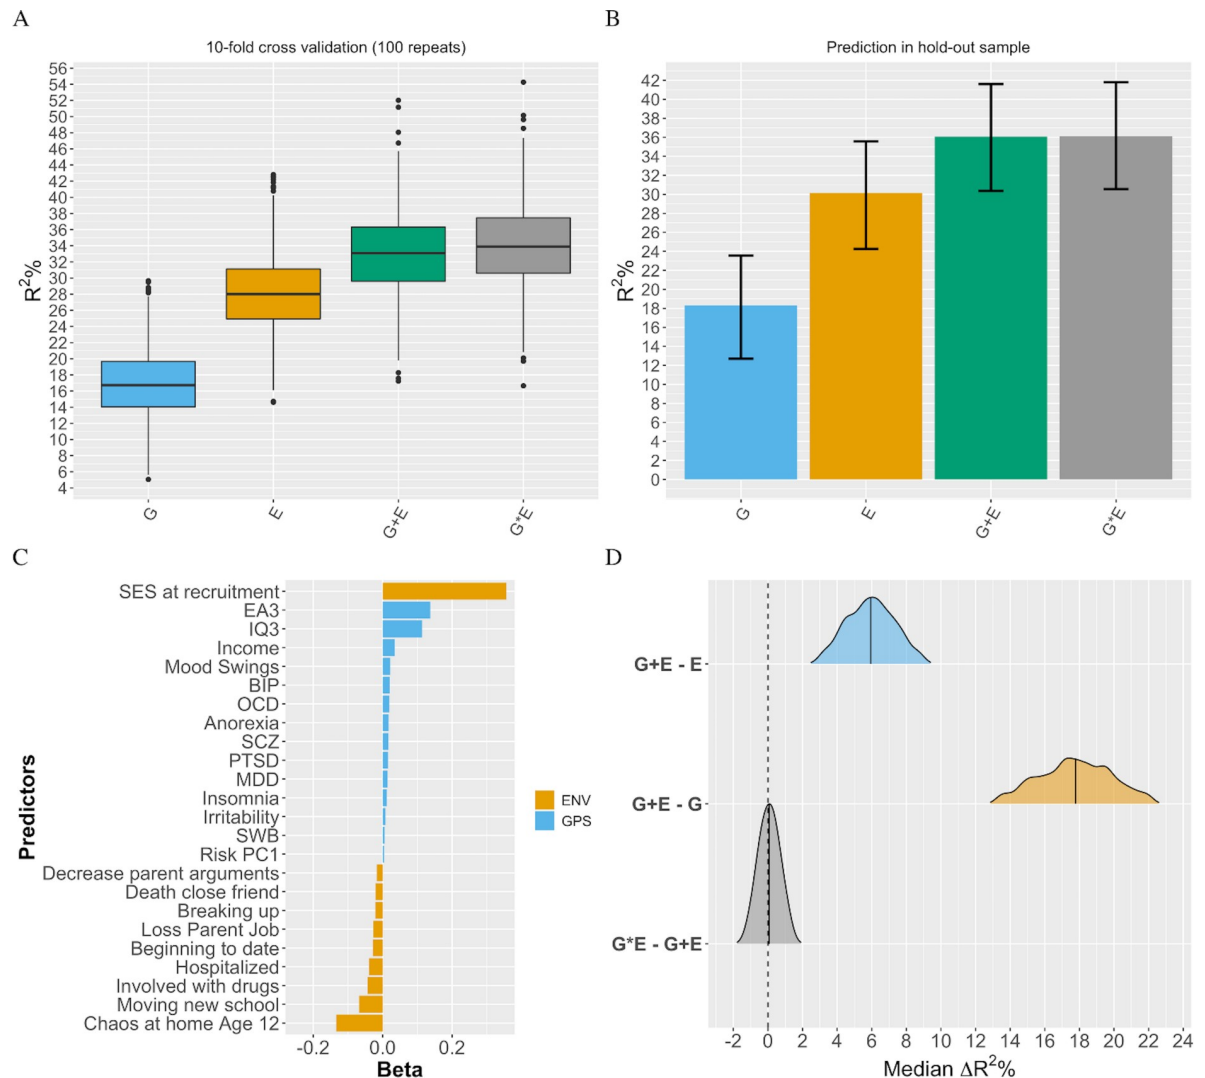 A
10-fold cross validation (100 repeats)
R²%
56
54
52
50
48
46
44
42
40
38
36
34
32
30
28
26
24
22
20
18
16
14
12
10
8
6
4
G
E
G+E
G*E
B
Prediction in hold-out sample
R²%
42
40
38
36
34
32
30
28
26
24
22
20
18
16
14
12
10
8
6
4
2
0
G
E
G+E
G*E
C
Predictors
SES at recruitment
EA3
IQ3
Income
Mood Swings
BIP
OCD
Anorexia
SCZ
PTSD
MDD
Insomnia
Irritability
SWB
Risk PC1
Decrease parent arguments
Death close friend
Breaking up
Loss Parent Job
Beginning to date
Hospitalized
Involved with drugs
Moving new school
Chaos at home Age 12
-0.2 0.0 0.2
Beta
ENV
GPS
D
G+E - E
G+E - G
G*E - G+E
-2 0 2 4 6 8 10 12 14 16 18 20 22 24
Median ΔR²%